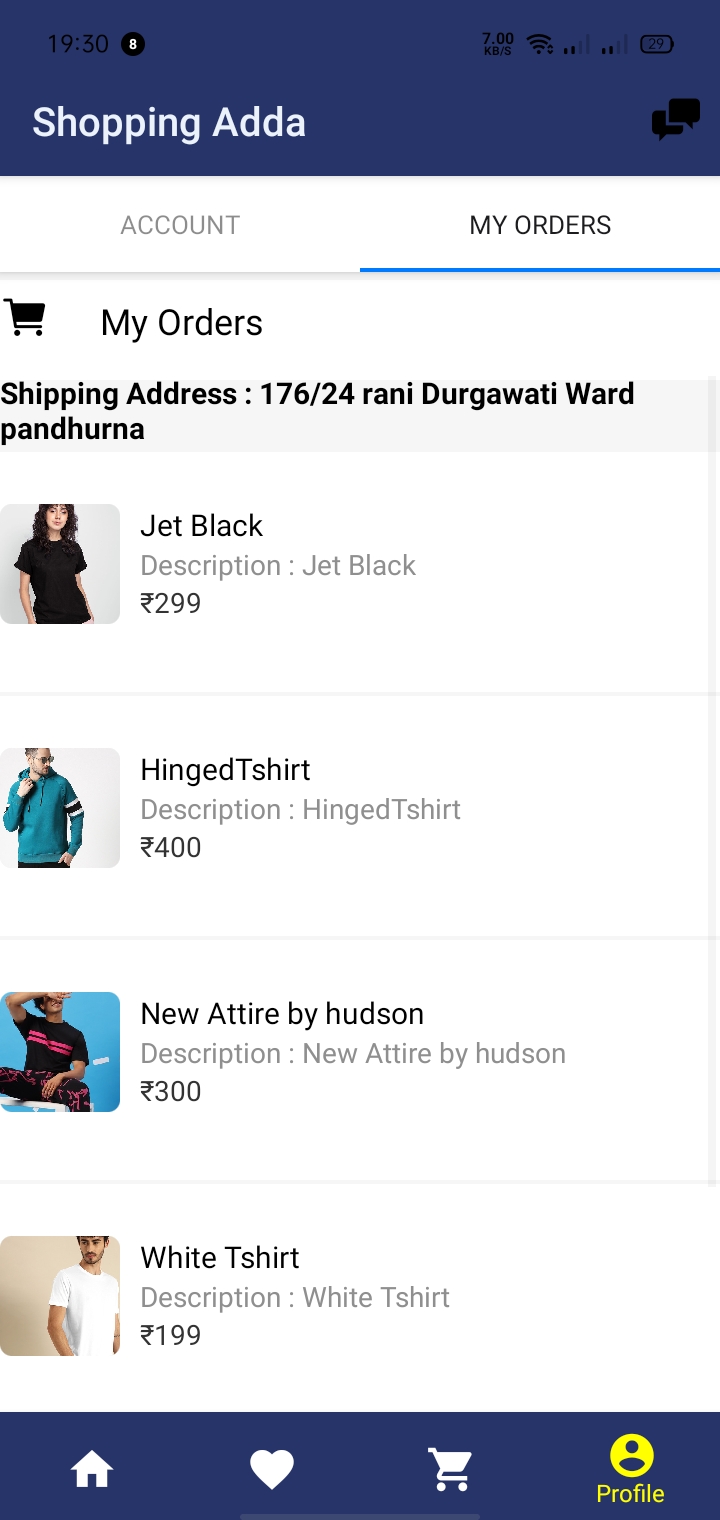 19:30 8 7.00 KB/S 29
Shopping Adda
ACCOUNT MY ORDERS
My Orders
Shipping Address : 176/24 rani Durgawati Ward
pandhurna
Jet Black
Description : Jet Black
₹299
HingedTshirt
Description : HingedTshirt
₹400
New Attire by hudson
Description : New Attire by hudson
₹300
White Tshirt
Description : White Tshirt
₹199
Profile